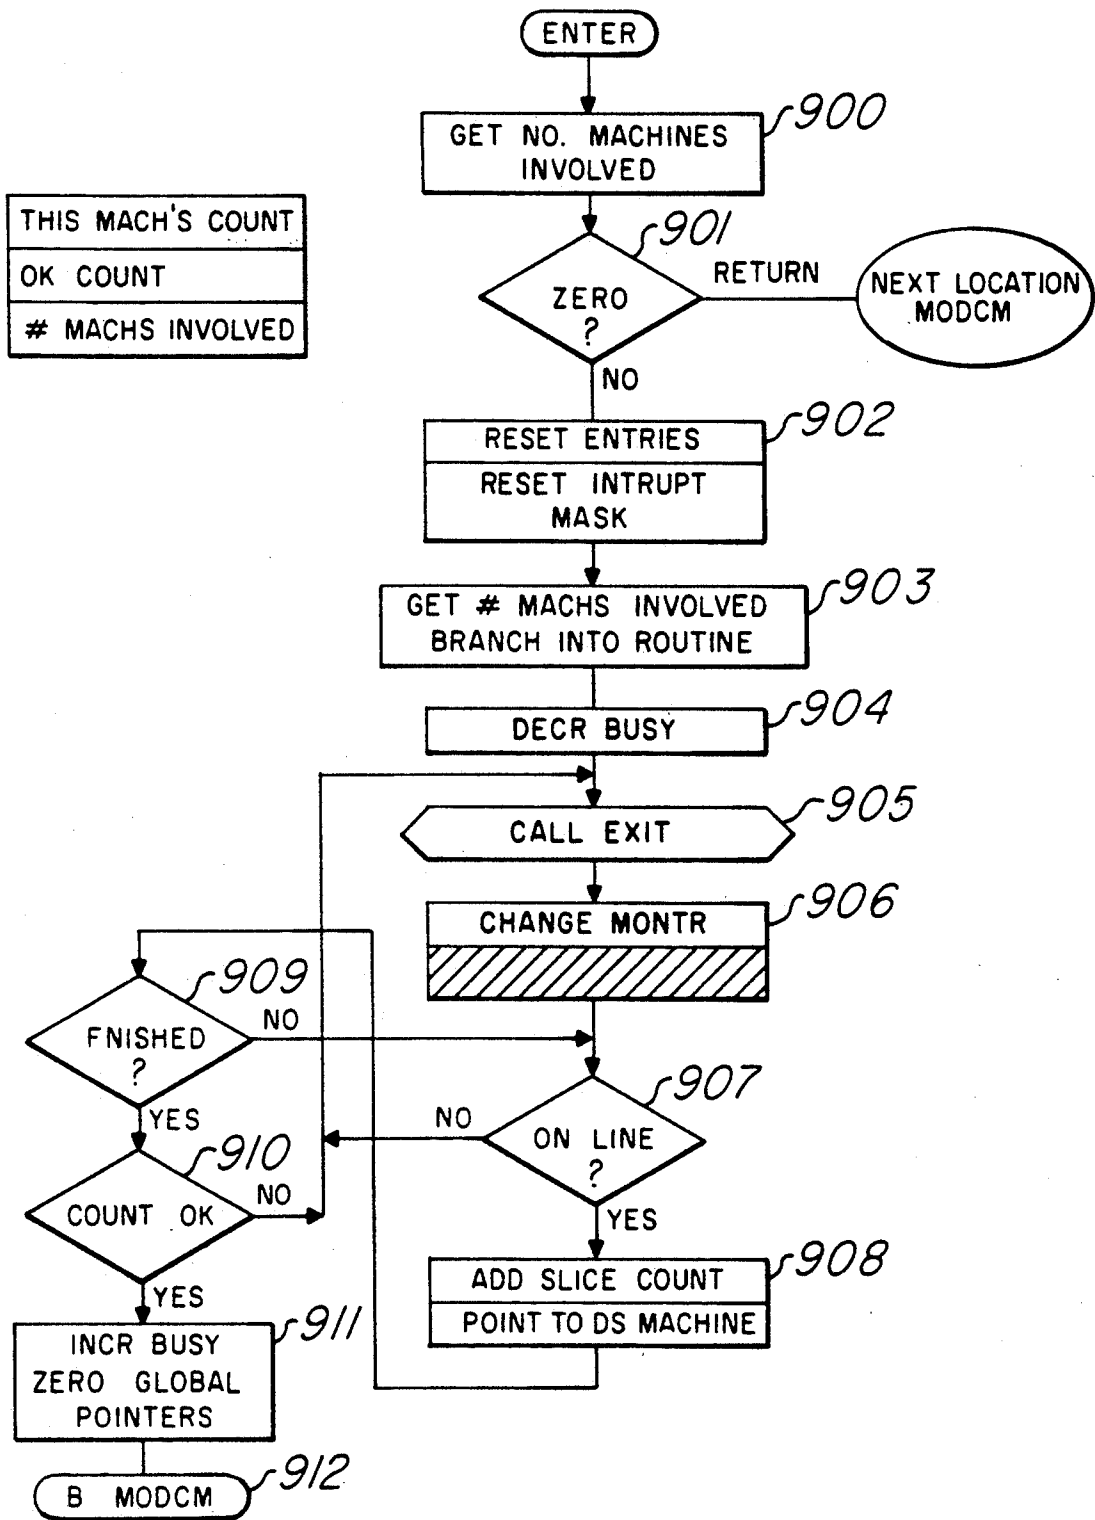 ENTER
GET NO. MACHINES
INVOLVED
900
THIS MACH'S COUNT
OK COUNT
# MACHS INVOLVED
901
ZERO
?
RETURN
NEXT LOCATION
MODCM
NO
902
RESET ENTRIES
RESET INTRUPT
MASK
903
GET # MACHS INVOLVED
BRANCH INTO ROUTINE
904
DECR BUSY
905
CALL EXIT
906
CHANGE MONTR
909
FNISHED
?
NO
YES
907
ON LINE
?
NO
YES
910
COUNT OK
NO
YES
908
ADD SLICE COUNT
POINT TO DS MACHINE
911
INCR BUSY
ZERO GLOBAL
POINTERS
912
B MODCM